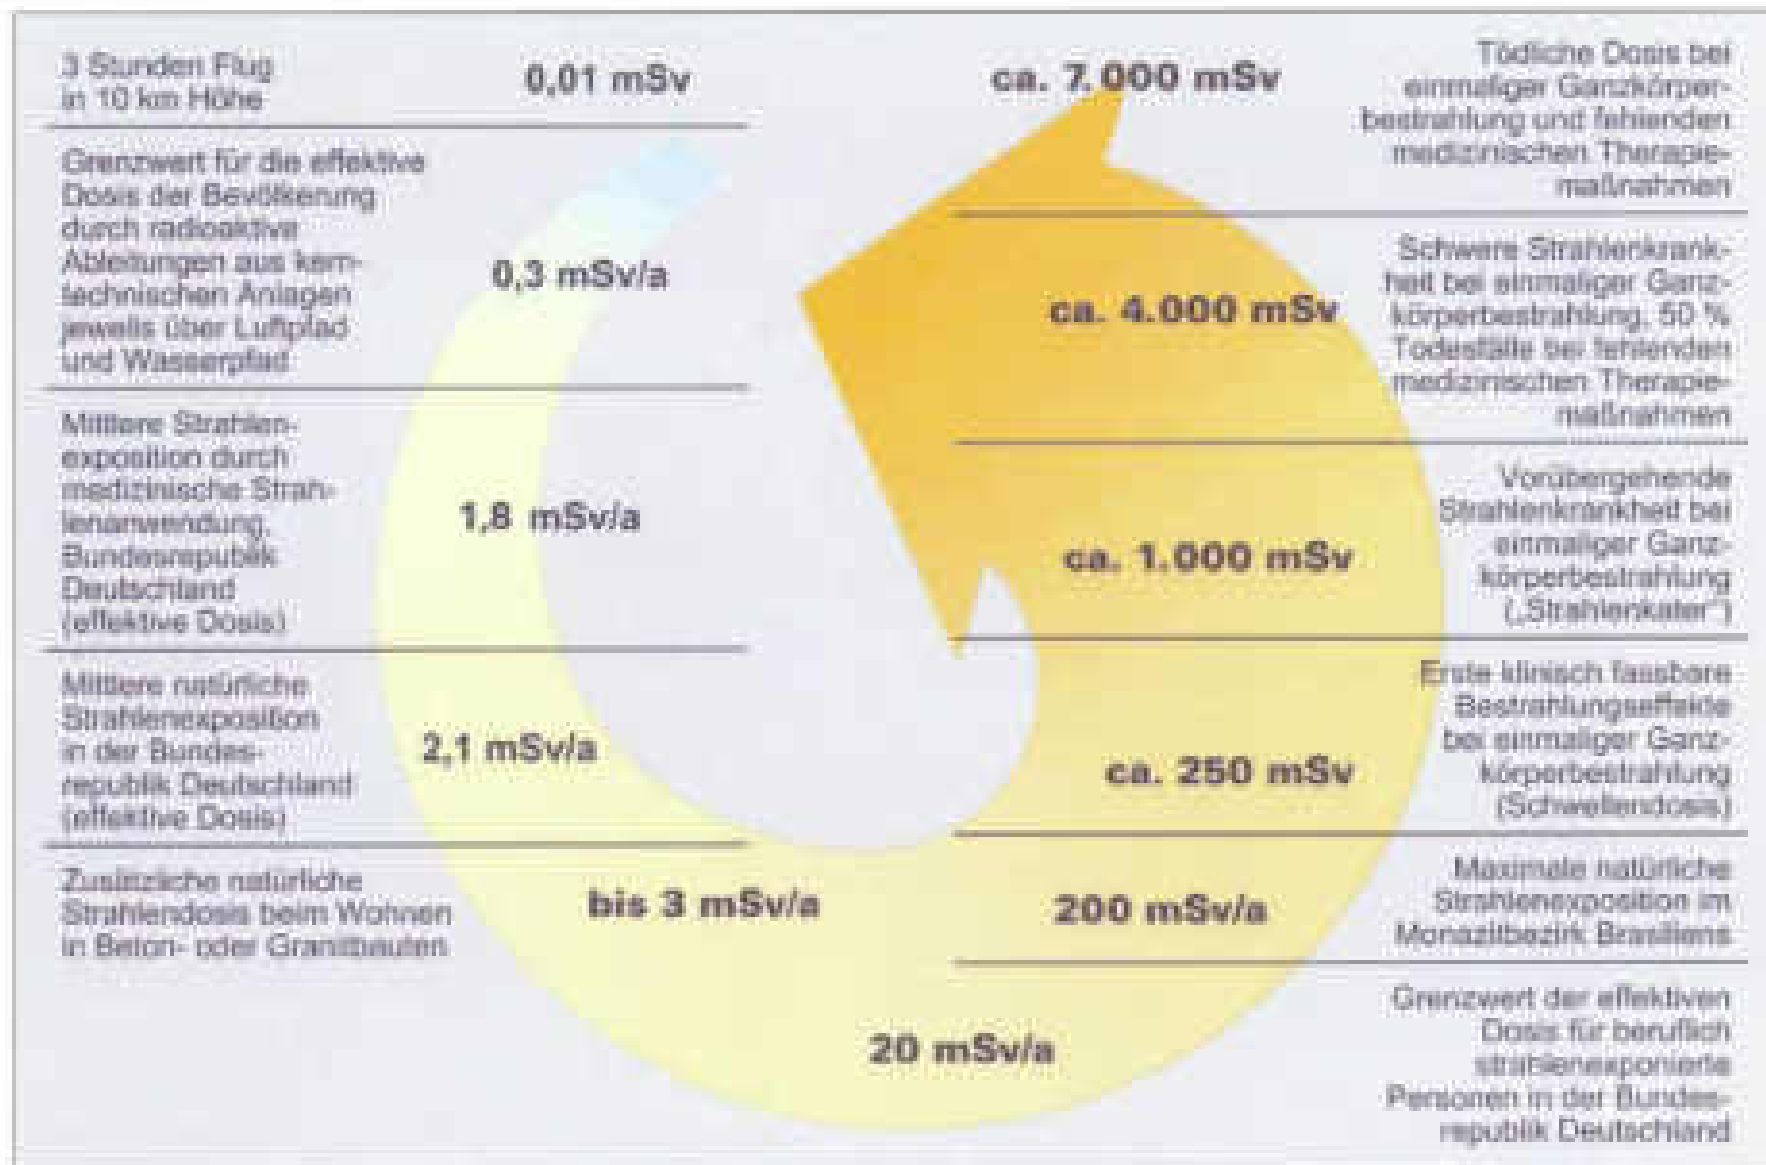 3 Stunden Flug
in 10 km Höhe
0,01 mSv
Grenzwert für die effektive
Dosis der Bevölkerung
durch radioaktive
Ableitungen aus kern-
technischen Anlagen
jeweils über Luftpfad
und Wasserpfad
0,3 mSv/a
Mittlere Strahlen-
exposition durch
medizinische Strah-
lenanwendung,
Bundesrepublik
Deutschland
(effektive Dosis)
1,8 mSv/a
Mittlere natürliche
Strahlenexposition
in der Bundes-
republik Deutschland
(effektive Dosis)
2,1 mSv/a
Zusätzliche natürliche
Strahlendosis beim Wohnen
in Beton- oder Granitbauten
bis 3 mSv/a
20 mSv/a
Grenzwert der effektiven
Dosis für beruflich
strahlenexponierte
Personen in der Bundes-
republik Deutschland
200 mSv/a
Maximale natürliche
Strahlenexposition im
Monazitbezirk Brasiliens
ca. 250 mSv
Erste klinisch fassbare
Bestrahlungseffekte
bei einmaliger Ganz-
körperbestrahlung
(Schwellendosis)
ca. 1.000 mSv
Vorübergehende
Strahlenkrankheit bei
einmaliger Ganz-
körperbestrahlung
(„Strahlenkater“)
ca. 4.000 mSv
Schwere Strahlenkrank-
heit bei einmaliger Ganz-
körperbestrahlung, 50 %
Todesfälle bei fehlenden
medizinischen Therapie-
maßnahmen
ca. 7.000 mSv
Tödliche Dosis bei
einmaliger Ganzkörper-
bestrahlung und fehlenden
medizinischen Therapie-
maßnahmen